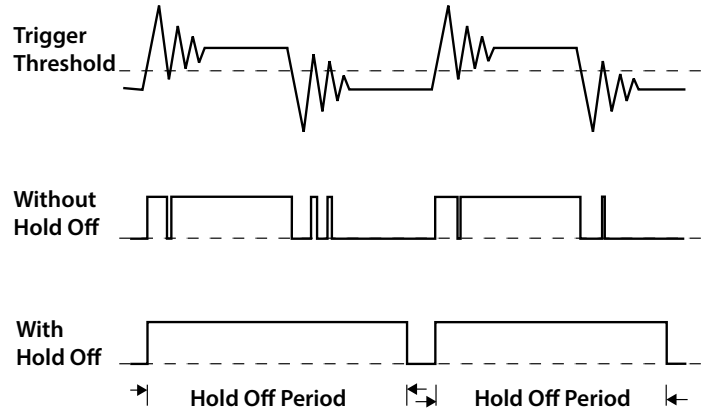 Trigger
Threshold
Without
Hold Off
With
Hold Off
Hold Off Period
Hold Off Period